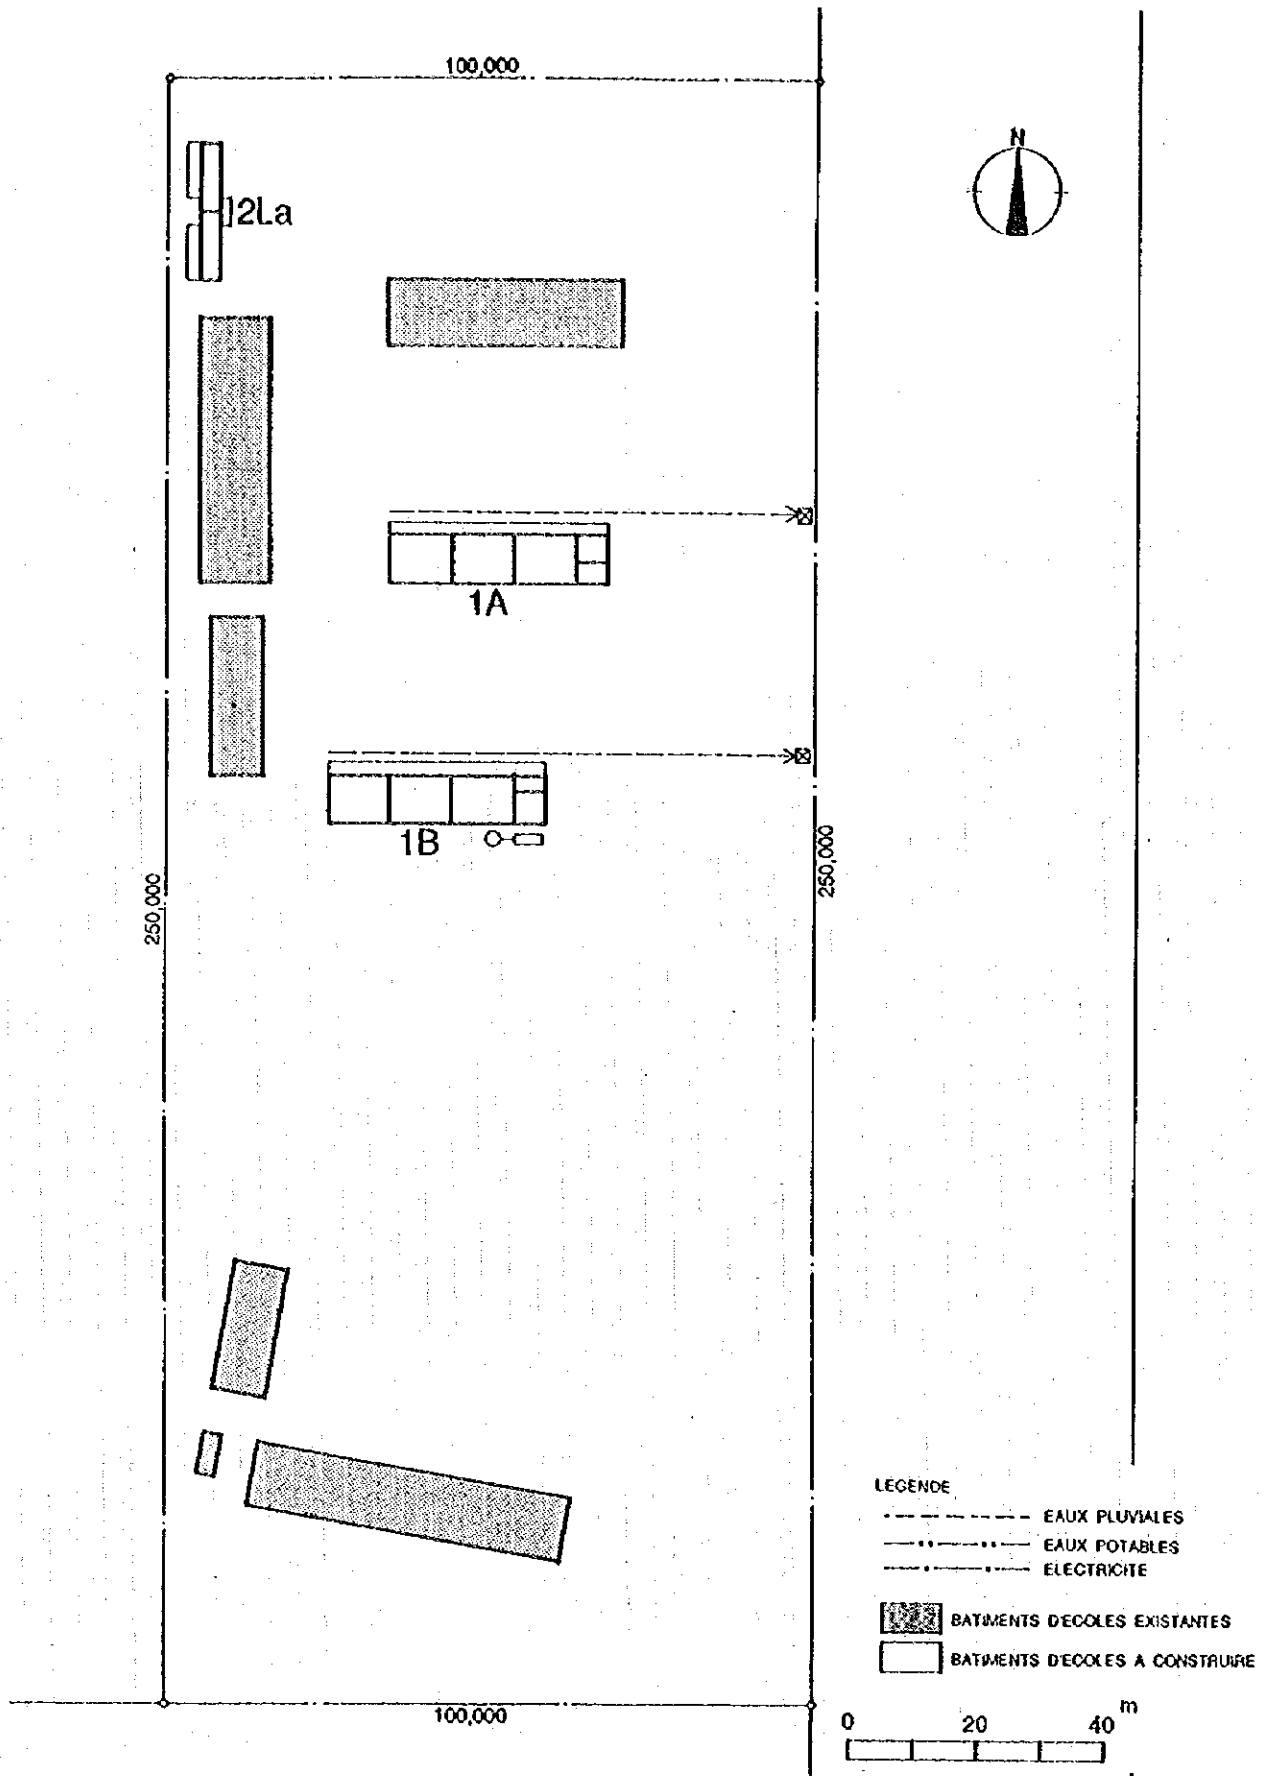 100,000
N
2La
1A
1B
250,000
250,000
LEGENDE
EAUX PLUVIALES
EAUX POTABLES
ELECTRICITE
BATIMENTS D'ECOLES EXISTANTES
BATIMENTS D'ECOLES A CONSTRUIRE
100,000
0 20 40 m